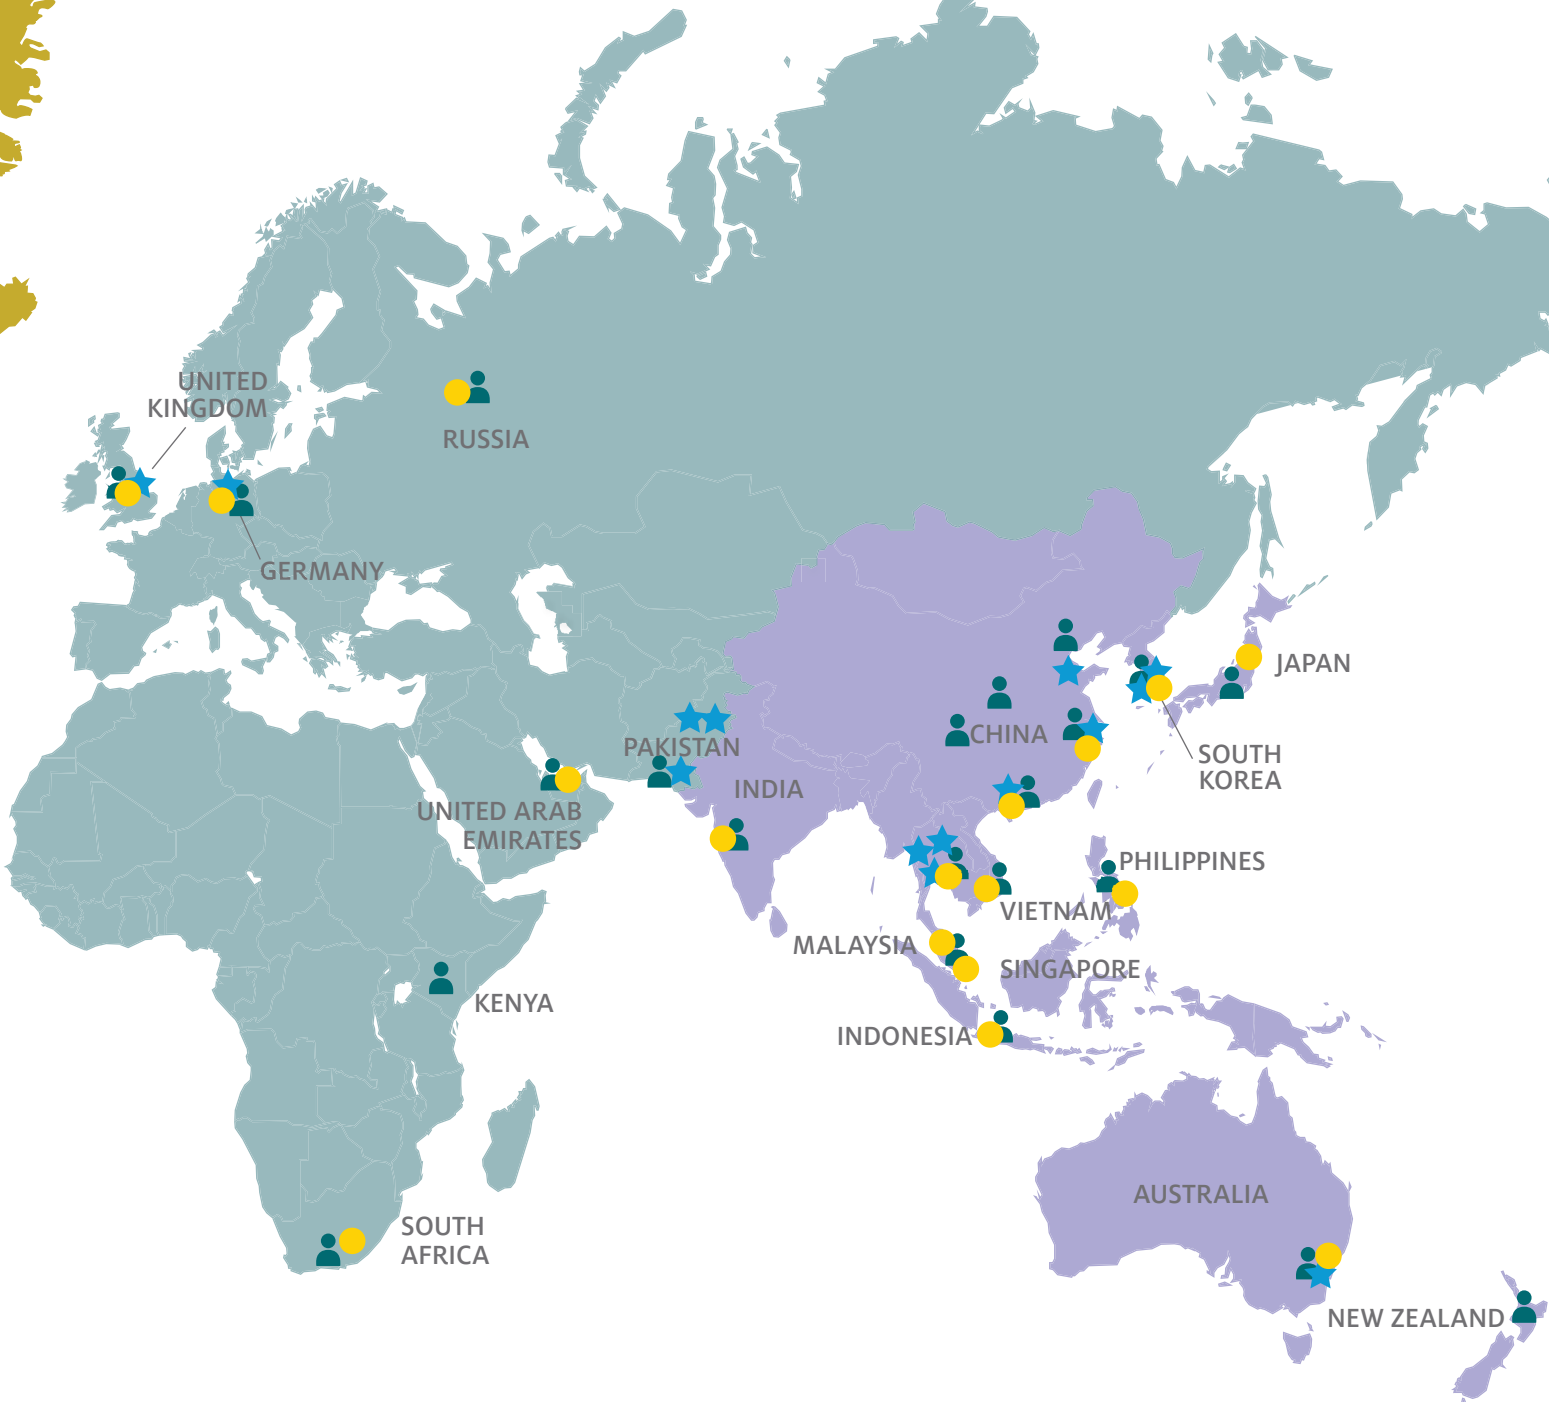 UNITED
KINGDOM
RUSSIA
GERMANY
JAPAN
CHINA
PAKISTAN
SOUTH
KOREA
INDIA
UNITED ARAB
EMIRATES
PHILIPPINES
VIETNAM
MALAYSIA
SINGAPORE
KENYA
INDONESIA
AUSTRALIA
SOUTH
AFRICA
NEW ZEALAND